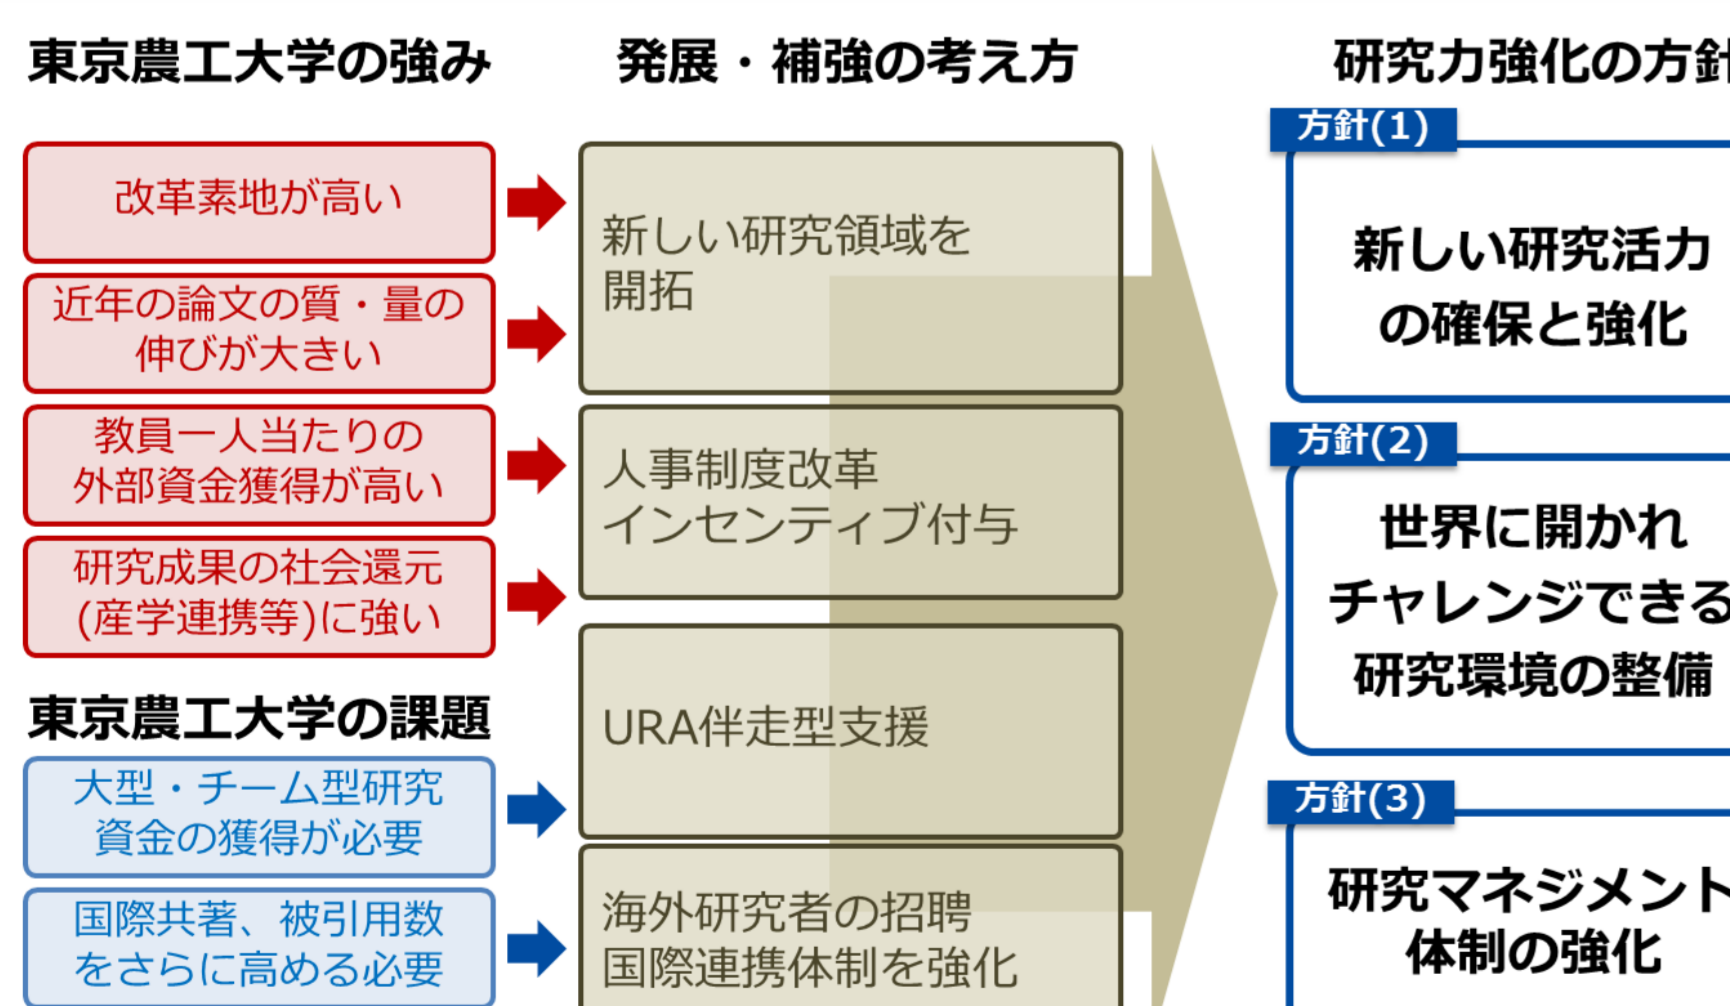 東京農工大学の強み
改革素地が高い
近年の論文の質・量の
伸びが大きい
教員一人当たりの
外部資金獲得が高い
研究成果の社会還元
(産学連携等)に強い
東京農工大学の課題
大型・チーム型研究
資金の獲得が必要
国際共著、被引用数
をさらに高める必要
発展・補強の考え方
新しい研究領域を
開拓
人事制度改革
インセンティブ付与
URA伴走型支援
海外研究者の招聘
国際連携体制を強化
研究力強化の方針
方針(1)
新しい研究活力
の確保と強化
方針(2)
世界に開かれ
チャレンジできる
研究環境の整備
方針(3)
研究マネジメント
体制の強化